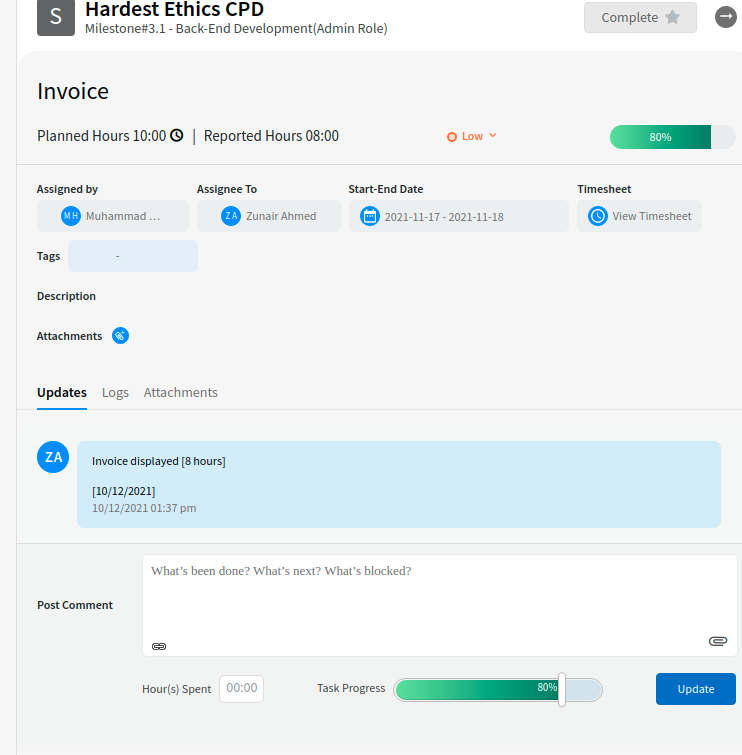 S
Hardest Ethics CPD
Milestone#3.1 - Back-End Development(Admin Role)
Complete
Invoice
Planned Hours 10:00 | Reported Hours 08:00
Low
80%
Assigned by
Assignee To
Start-End Date
Timesheet
MH Muhammad ...
ZA Zunair Ahmed
2021-11-17 - 2021-11-18
View Timesheet
Tags -
Description
Attachments
Updates Logs Attachments
ZA
Invoice displayed [8 hours]
[10/12/2021]
10/12/2021 01:37 pm
What's been done? What's next? What's blocked?
Post Comment
Hour(s) Spent 00:00
Task Progress 80%
Update